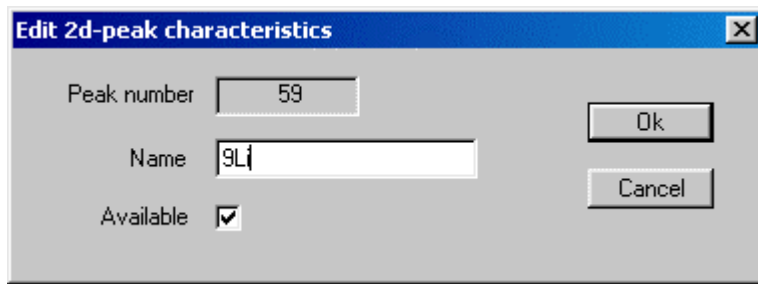 Edit 2d-peak characteristics
Peak number 59
Ok
Name 9Li
Cancel
Available